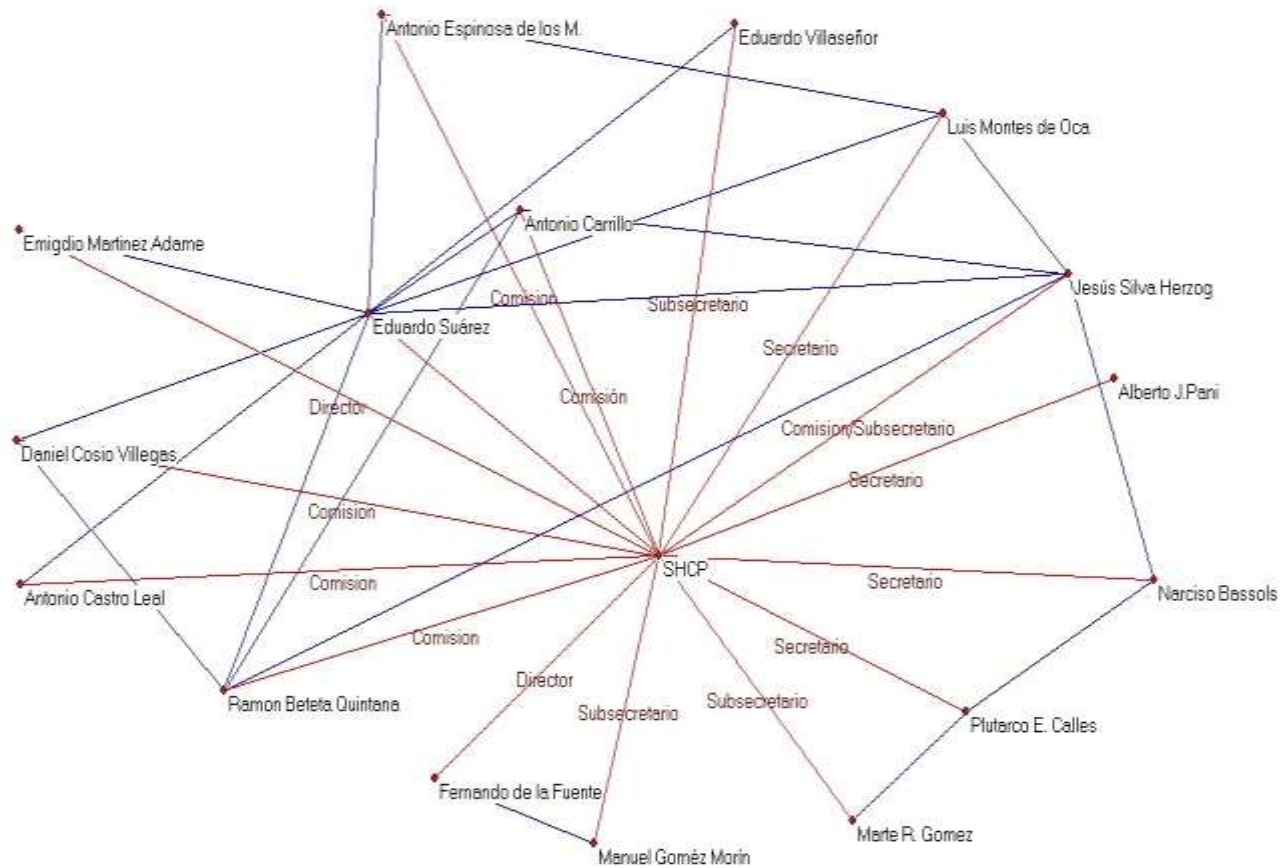 Antonio Espinosa de los M.
Eduardo Villaseñor
Luis Montes de Oca
Antonio Carrillo
Emigdio Martinez Adame
Jesús Silva Herzog
Comision
Subsecretario
Eduardo Suárez
Secretario
Comisión
Alberto J.Pani
Director
Comision/Subsecretario
Daniel Cosio Villegas
Secretario
Comision
SHCP
Comision
Secretario
Antonio Castro Leal
Narciso Bassols
Comision
Secretario
Director
Ramon Beteta Quintana
Subsecretario
Subsecretario
Plutarco E. Calles
Fernando de la Fuente
Marte R. Gomez
Manuel Goméz Morín